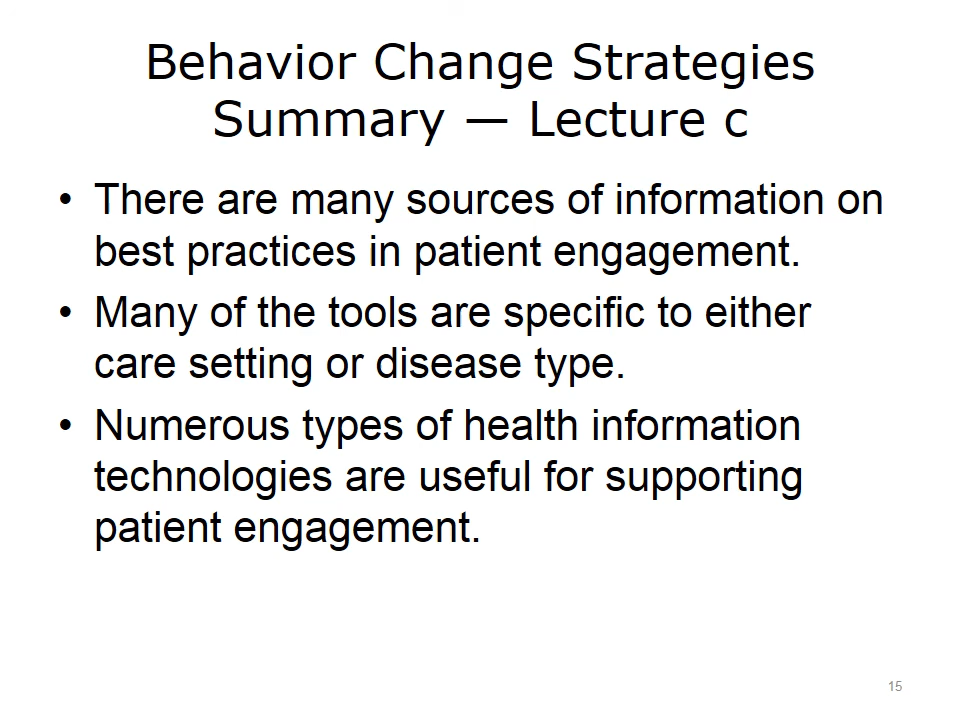 Behavior Change Strategies
Summary — Lecture c
• There are many sources of information on
best practices in patient engagement.
• Many of the tools are specific to either
care setting or disease type.
• Numerous types of health information
technologies are useful for supporting
patient engagement.
15